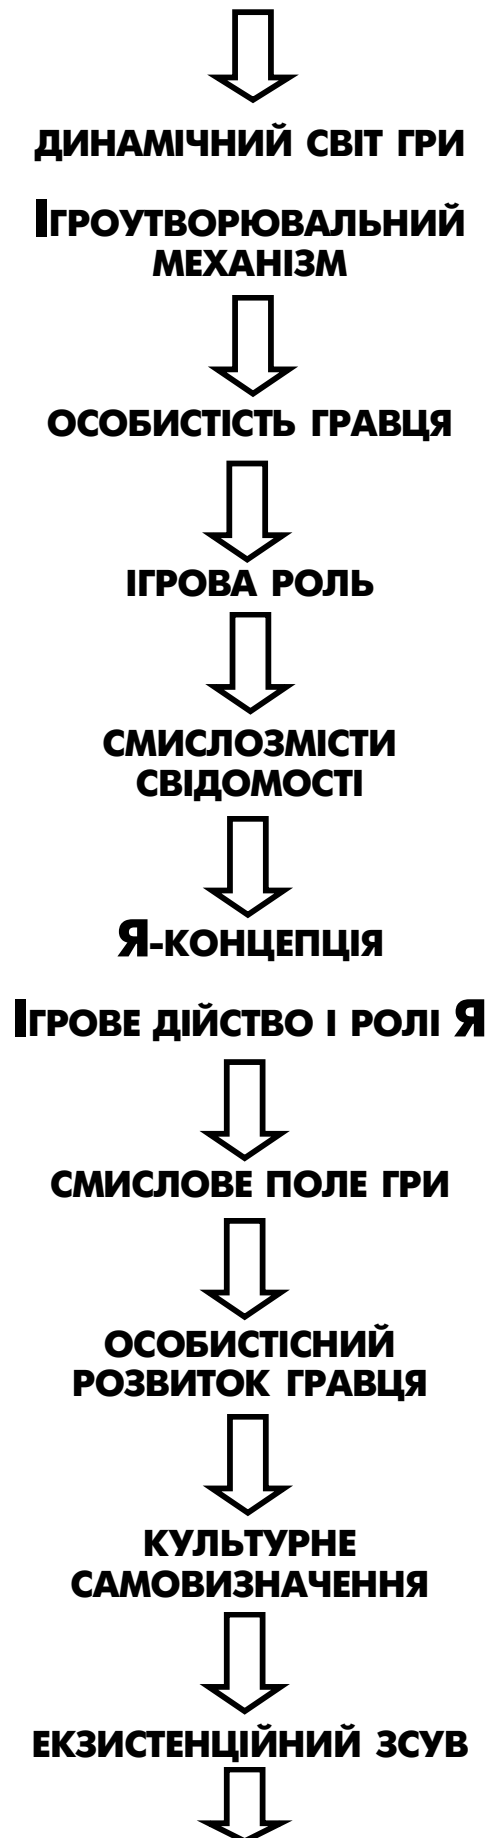 ДИНАМІЧНИЙ СВІТ ГРИ
ІГРОУТВОРЮВАЛЬНИЙ
МЕХАНІЗМ
ОСОБИСТІСТЬ ГРАВЦЯ
ІГРОВА РОЛЬ
СМИСЛОЗМІСТИ
СВІДОМОСТІ
Я-КОНЦЕПЦІЯ
ІГРОВЕ ДІЙСТВО І РОЛІ Я
СМИСЛОВЕ ПОЛЕ ГРИ
ОСОБИСТІСНИЙ
РОЗВИТОК ГРАВЦЯ
КУЛЬТУРНЕ
САМОВИЗНАЧЕННЯ
ЕКЗИСТЕНЦІЙНИЙ ЗСУВ